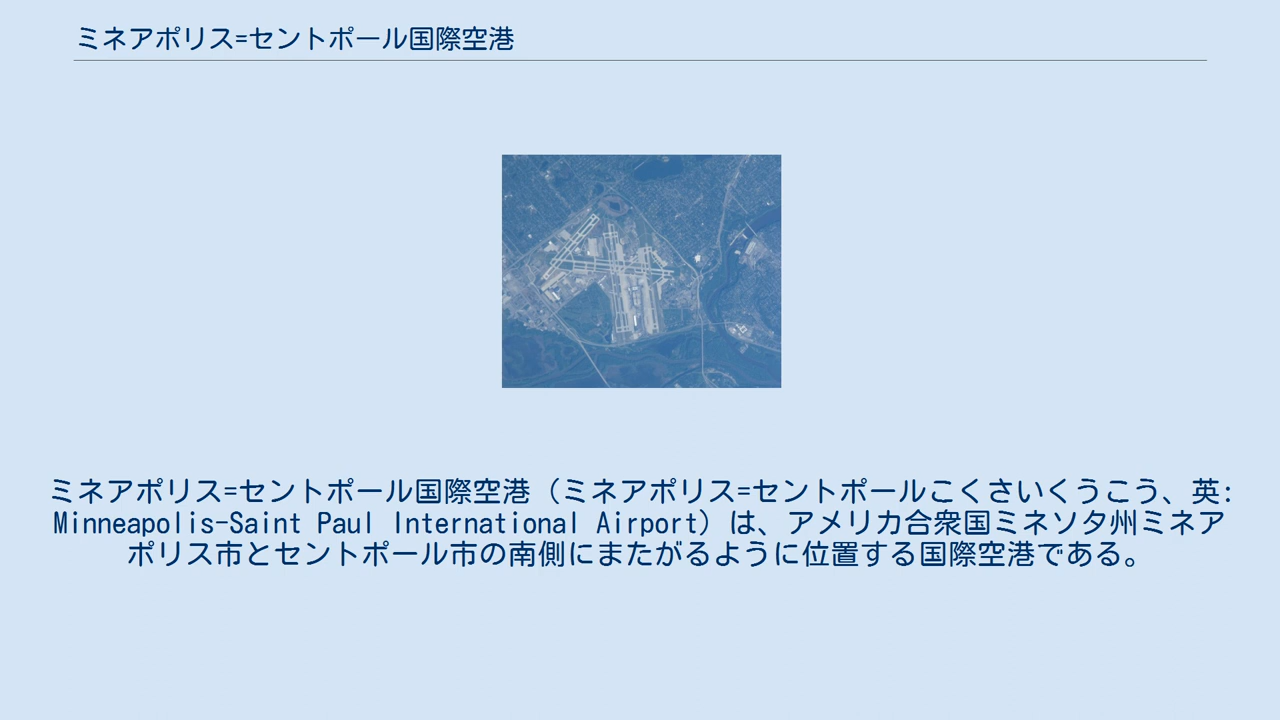 ミネアポリス=セントポール国際空港
ミネアポリス=セントポール国際空港（ミネアポリス=セントポールこくさいくうこう、英:
Minneapolis-Saint Paul International Airport）は、アメリカ合衆国ミネソタ州ミネア
ポリス市とセントポール市の南側にまたがるように位置する国際空港である。